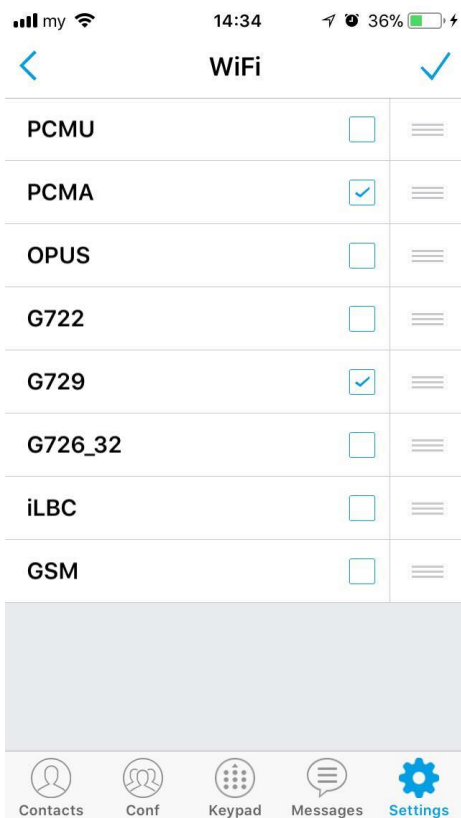 my 14:34 36%
WiFi
PCMU
PCMA
OPUS
G722
G729
G726_32
iLBC
GSM
Contacts Conf Keypad Messages Settings